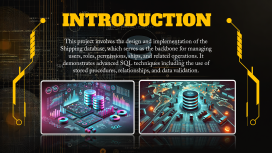 INTRODUCTION
This project involves the design and implementation of the
Shipping database, which serves as the backbone for managing
users, roles, permissions, ships, and related operations. It
demonstrates advanced SQL techniques including the use of
stored procedures, relationships, and data validation.